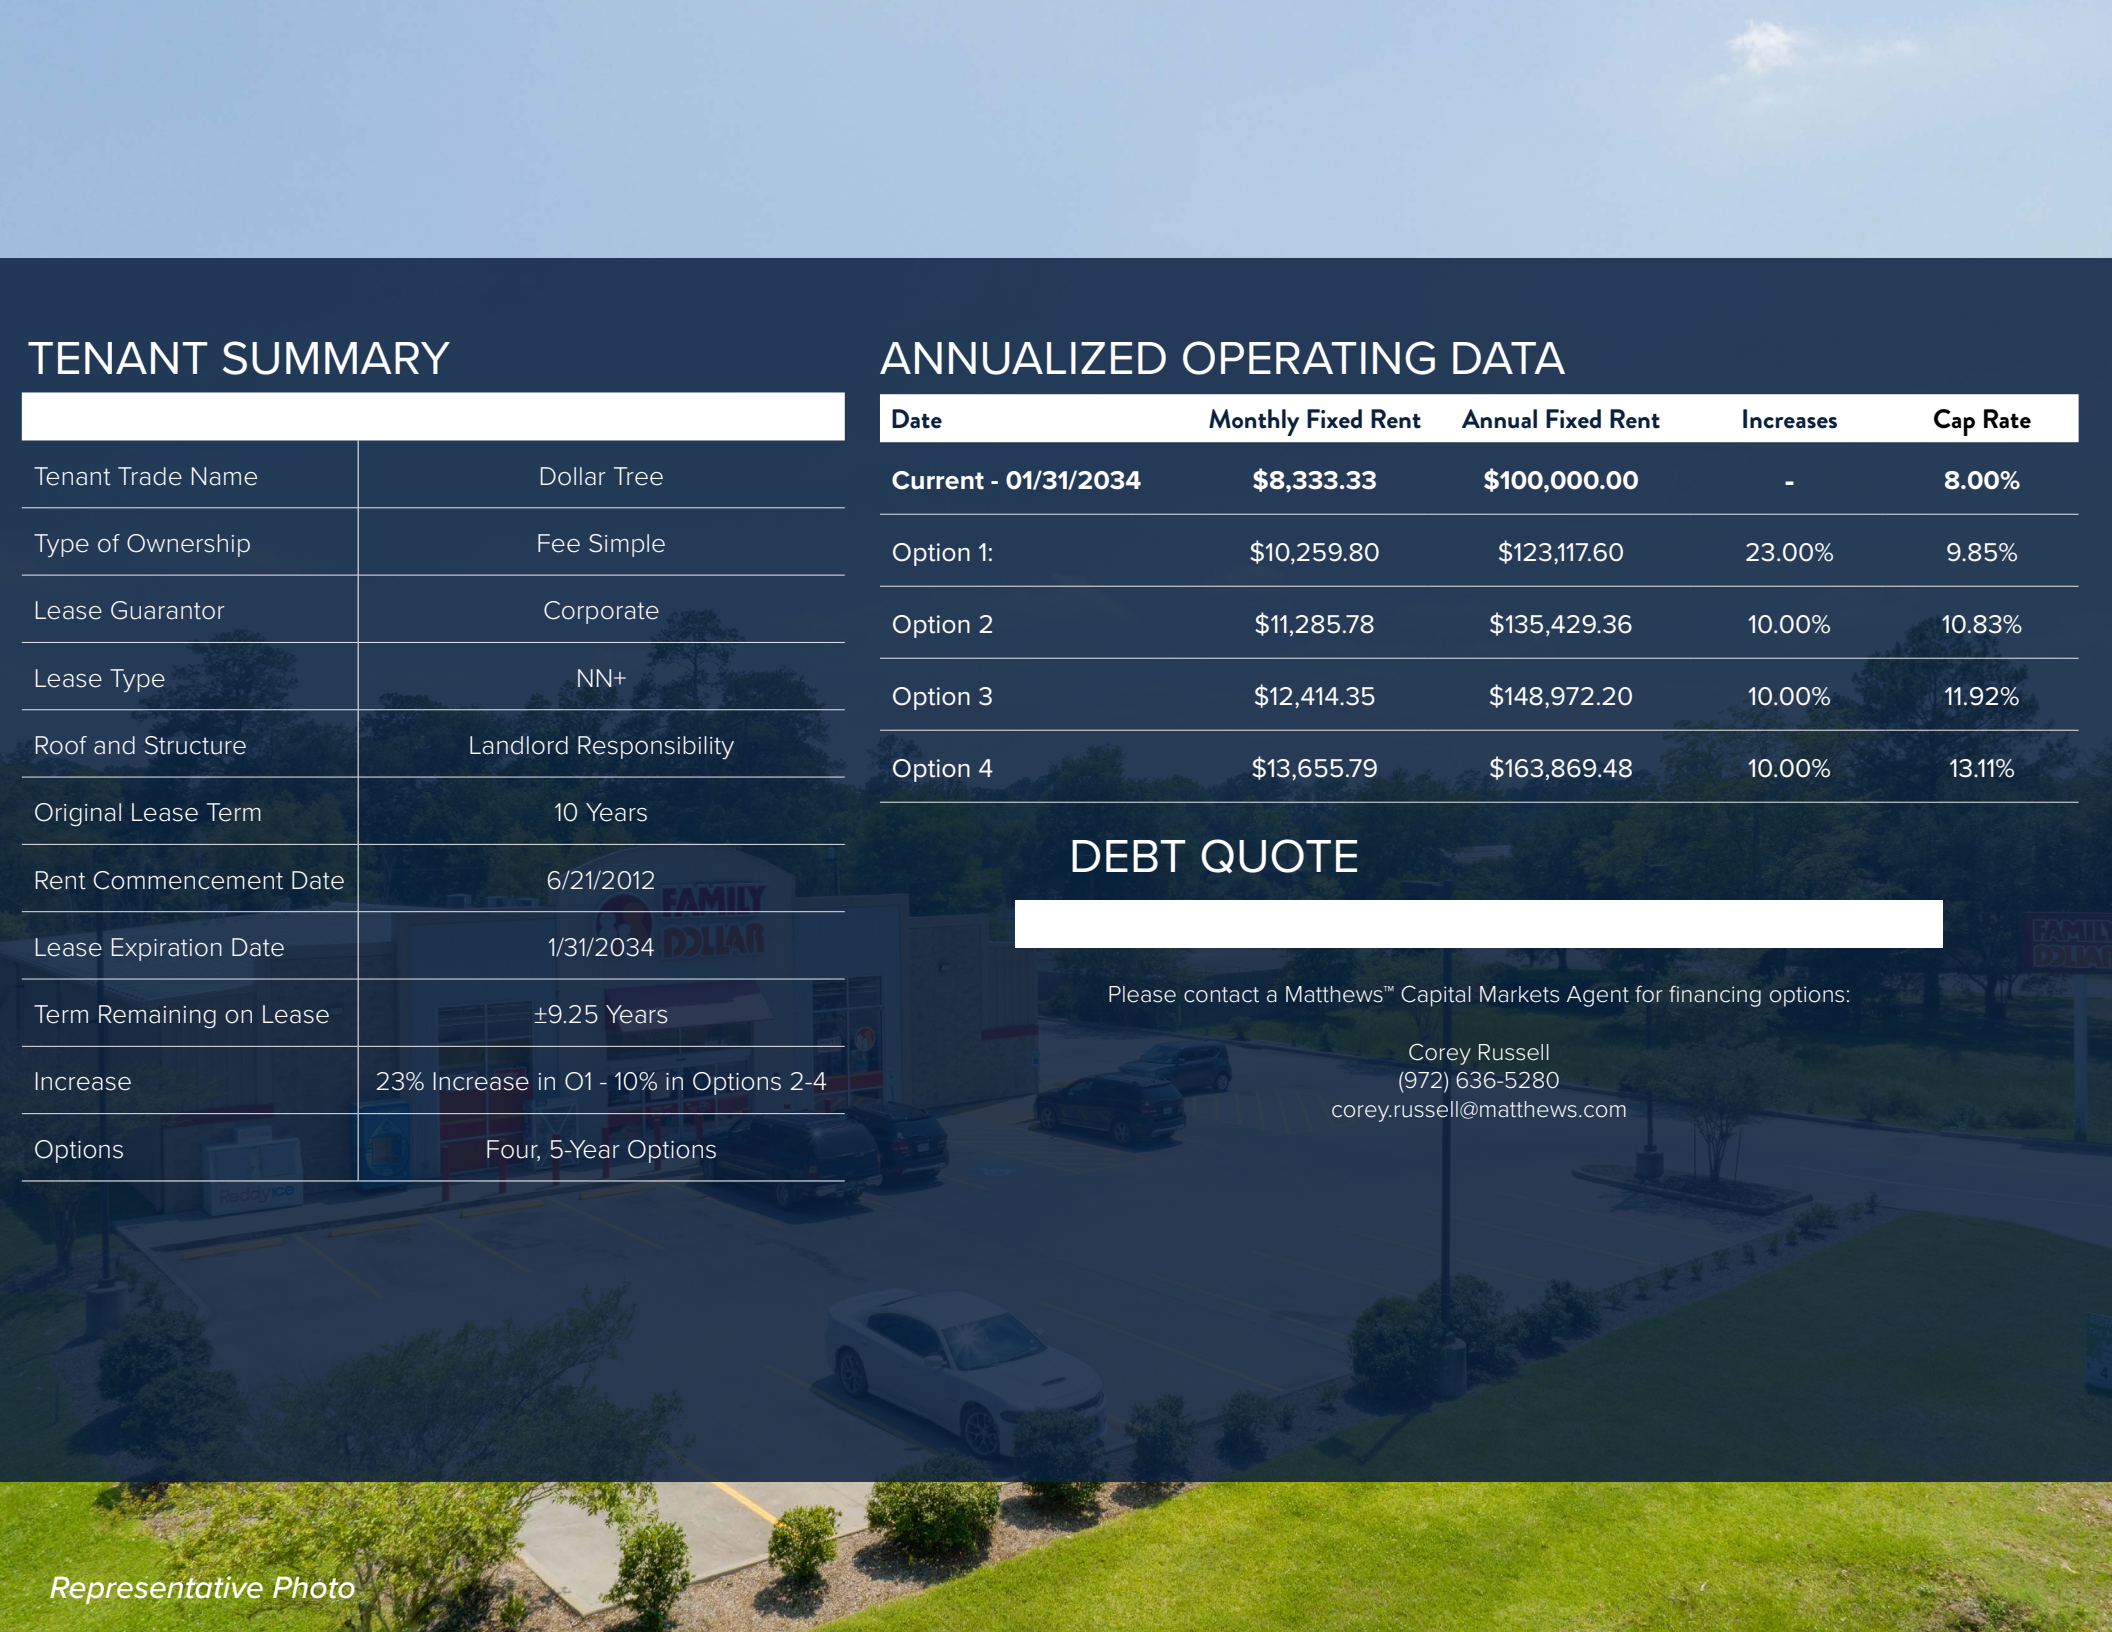 TENANT SUMMARY
Tenant Trade Name Dollar Tree
Type of Ownership Fee Simple
Lease Guarantor Corporate
Lease Type NN+
Roof and Structure Landlord Responsibility
Original Lease Term 10 Years
Rent Commencement Date 6/21/2012
Lease Expiration Date 1/31/2034
Term Remaining on Lease ±9.25 Years
Increase 23% Increase in O1 - 10% in Options 2-4
Options Four, 5-Year Options
ANNUALIZED OPERATING DATA
Date Monthly Fixed Rent Annual Fixed Rent Increases Cap Rate
Current - 01/31/2034 $8,333.33 $100,000.00 - 8.00%
Option 1: $10,259.80 $123,117.60 23.00% 9.85%
Option 2 $11,285.78 $135,429.36 10.00% 10.83%
Option 3 $12,414.35 $148,972.20 10.00% 11.92%
Option 4 $13,655.79 $163,869.48 10.00% 13.11%
DEBT QUOTE
Please contact a Matthews™ Capital Markets Agent for financing options:
Corey Russell
(972) 636-5280
corey.russell@matthews.com
FAMILY
DOLLAR
FAMILY
DOLLAR
Reddy ice
Representative Photo